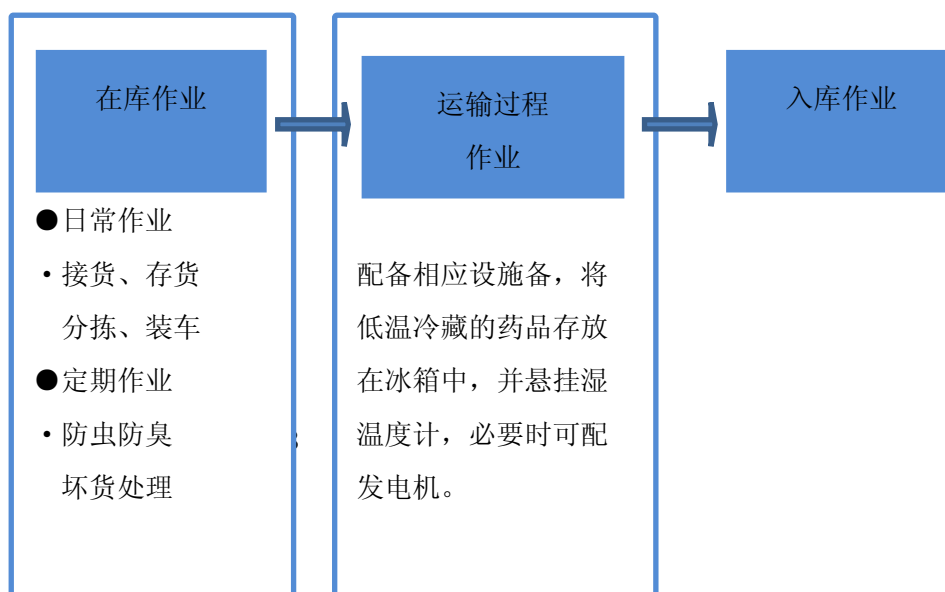 在库作业
●日常作业
·接货、存货
分拣、装车
●定期作业
·防虫防臭
坏货处理
运输过程
作业
配备相应设施备，将
低温冷藏的药品存放
在冰箱中，并悬挂湿
温度计，必要时可配
发电机。
入库作业